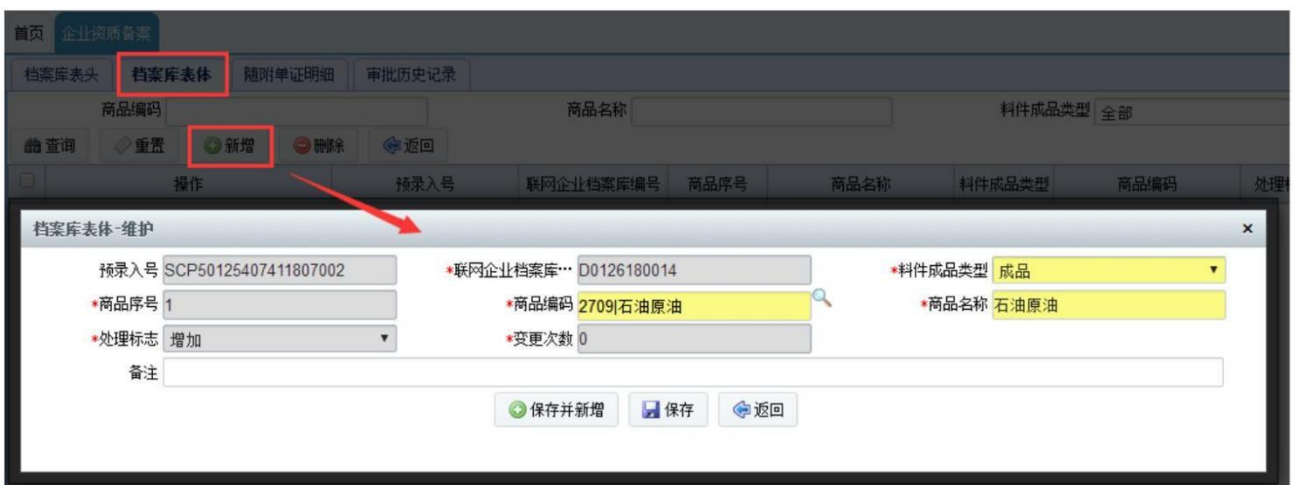 首页 企业资质备案
档案库表头 档案库表体 随附单证明细 审批历史记录
商品编码 商品名称 料件成品类型 全部
查询 重置 新增 删除 返回
操作 预录入号 联网企业档案库编号 商品序号 商品名称 料件成品类型 商品编码 处理
档案库表体-维护 ×
预录入号 SCP50125407411807002 *联网企业档案库… D0126180014 *料件成品类型 成品
*商品序号 1 *商品编码 2709|石油原油 *商品名称 石油原油
*处理标志 增加 *变更次数 0
备注
保存并新增 保存 返回